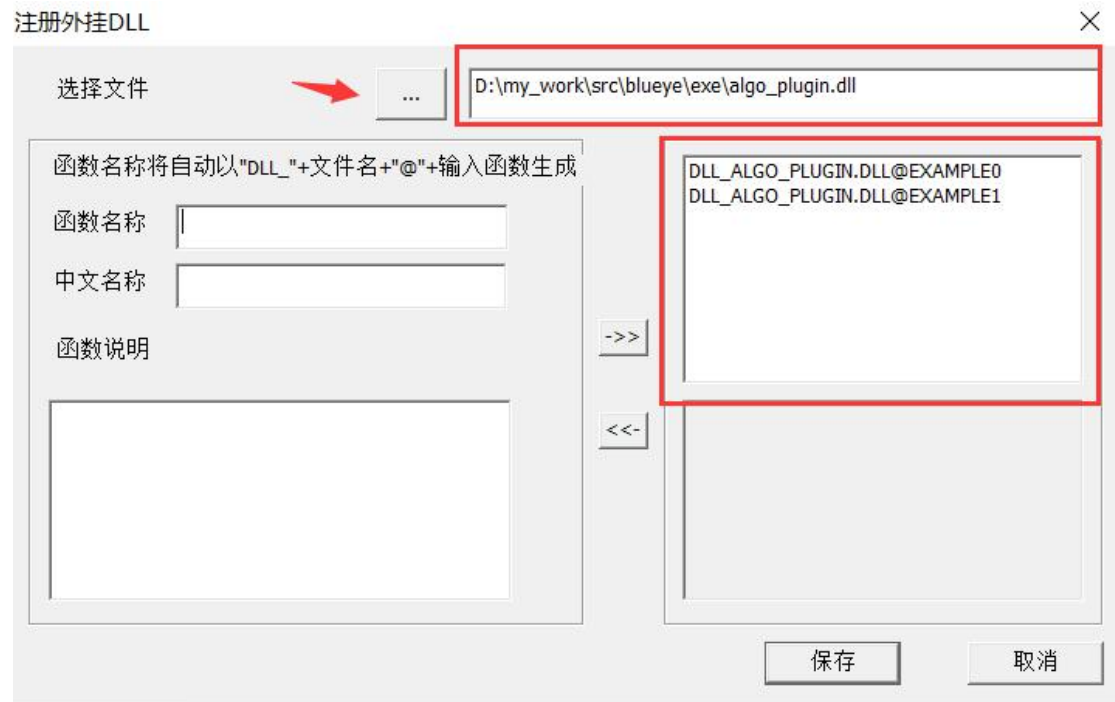 注册外挂DLL
选择文件
...
D:\my_work\src\blueye\exe\algo_plugin.dll
函数名称将自动以"DLL_"+文件名+"@"+输入函数生成
函数名称
中文名称
函数说明
->>
<<-
DLL_ALGO_PLUGIN.DLL@EXAMPLE0
DLL_ALGO_PLUGIN.DLL@EXAMPLE1
保存
取消